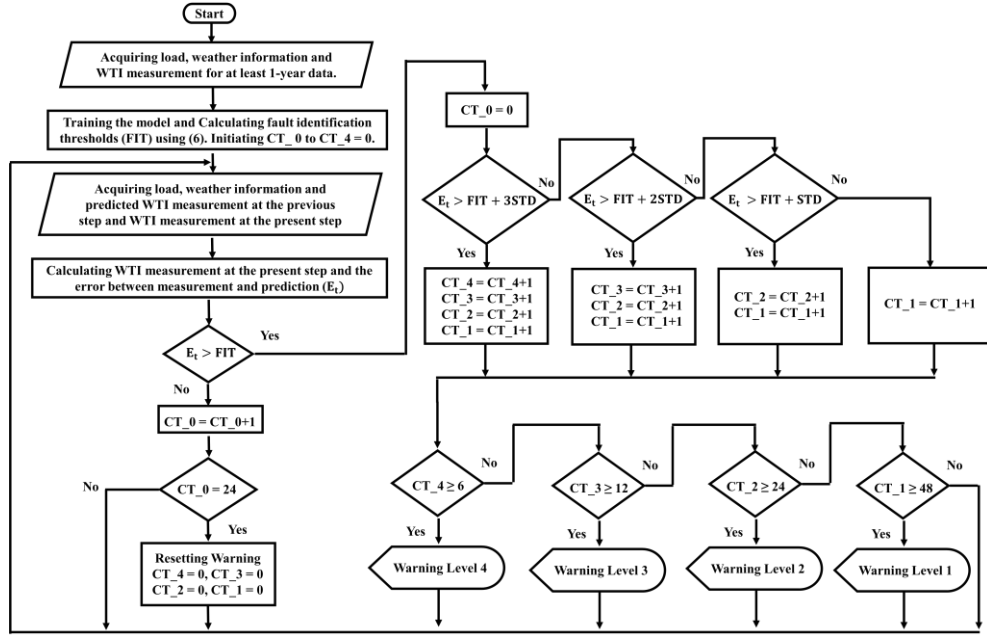 Start
Acquiring load, weather information and
WTI measurement for at least 1-year data.
Training the model and Calculating fault identification
thresholds (FIT) using (6). Initiating CT_ 0 to CT_4 = 0.
Acquiring load, weather information and
predicted WTI measurement at the previous
step and WTI measurement at the present step
Calculating WTI measurement at the present step and the
error between measurement and prediction (Et)
Et > FIT
Yes
No
CT_0 = CT_0+1
CT_0 = 24
No
Yes
Resetting Warning
CT_4 = 0, CT_3 = 0
CT_2 = 0, CT_1 = 0
CT_0 = 0
Et > FIT + 3STD
No
Yes
Et > FIT + 2STD
No
Yes
Et > FIT + STD
No
Yes
CT_4 = CT_4+1
CT_3 = CT_3+1
CT_2 = CT_2+1
CT_1 = CT_1+1
CT_3 = CT_3+1
CT_2 = CT_2+1
CT_1 = CT_1+1
CT_2 = CT_2+1
CT_1 = CT_1+1
CT_1 = CT_1+1
CT_4 ≥ 6
No
Yes
CT_3 ≥ 12
No
Yes
CT_2 ≥ 24
No
Yes
CT_1 ≥ 48
No
Yes
Warning Level 4
Warning Level 3
Warning Level 2
Warning Level 1